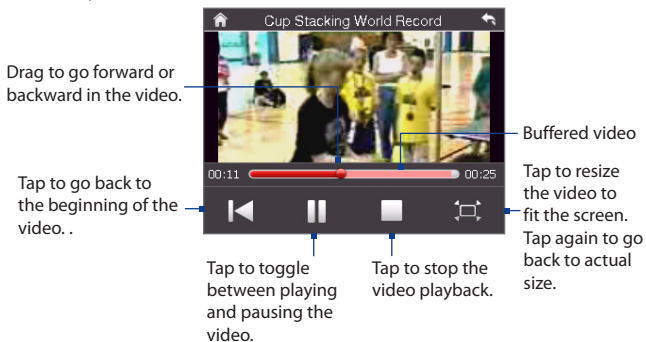 Cup Stacking World Record
Drag to go forward or
backward in the video.
Buffered video
00:11
00:25
Tap to go back to
the beginning of the
video. .
Tap to resize
the video to
fit the screen.
Tap again to go
back to actual
size.
Tap to toggle
between playing
and pausing the
video.
Tap to stop the
video playback.